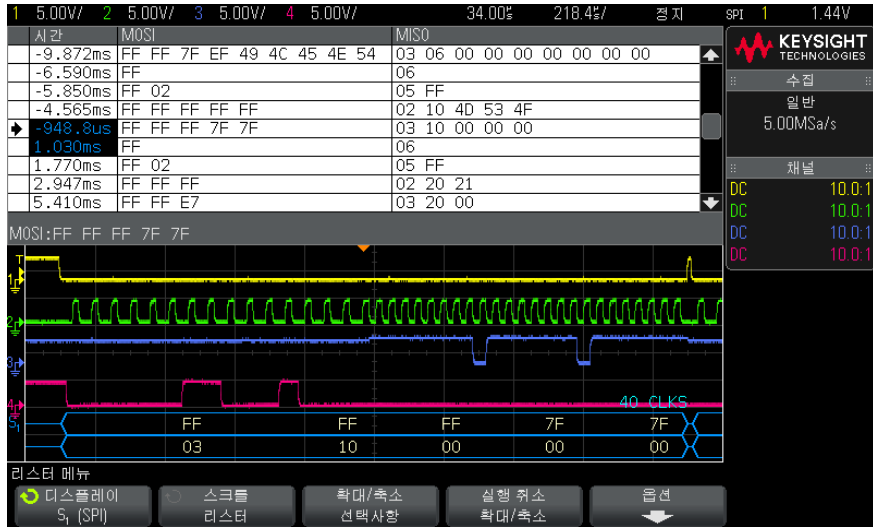 1 5.00V/ 2 5.00V/ 3 5.00V/ 4 5.00V/ 34.00㎲ 218.4㎲/ 정지 SPI 1 1.44V
시간 MOSI MISO
-9.872ms FF FF 7F EF 49 4C 45 4E 54 03 06 00 00 00 00 00 00 00
-6.590ms FF 06
-5.850ms FF 02 05 FF
-4.565ms FF FF FF FF FF 02 10 4D 53 4F
-948.8us FF FF FF 7F 7F 03 10 00 00 00
1.030ms FF 06
1.770ms FF 02 05 FF
2.947ms FF FF FF 02 20 21
5.410ms FF FF E7 03 20 00
KEYSIGHT
TECHNOLOGIES
수집
일반
5.00MSa/s
채널
DC 10.0:1
DC 10.0:1
DC 10.0:1
DC 10.0:1
MOSI:FF FF FF 7F 7F
T
1
2
3
4
40 CLKS
S₁ FF FF FF 7F 7F
03 10 00 00 00
리스터 메뉴
디스플레이
S₁ (SPI)
스크롤
리스터
확대/축소
선택사항
실행 취소
확대/축소
옵션